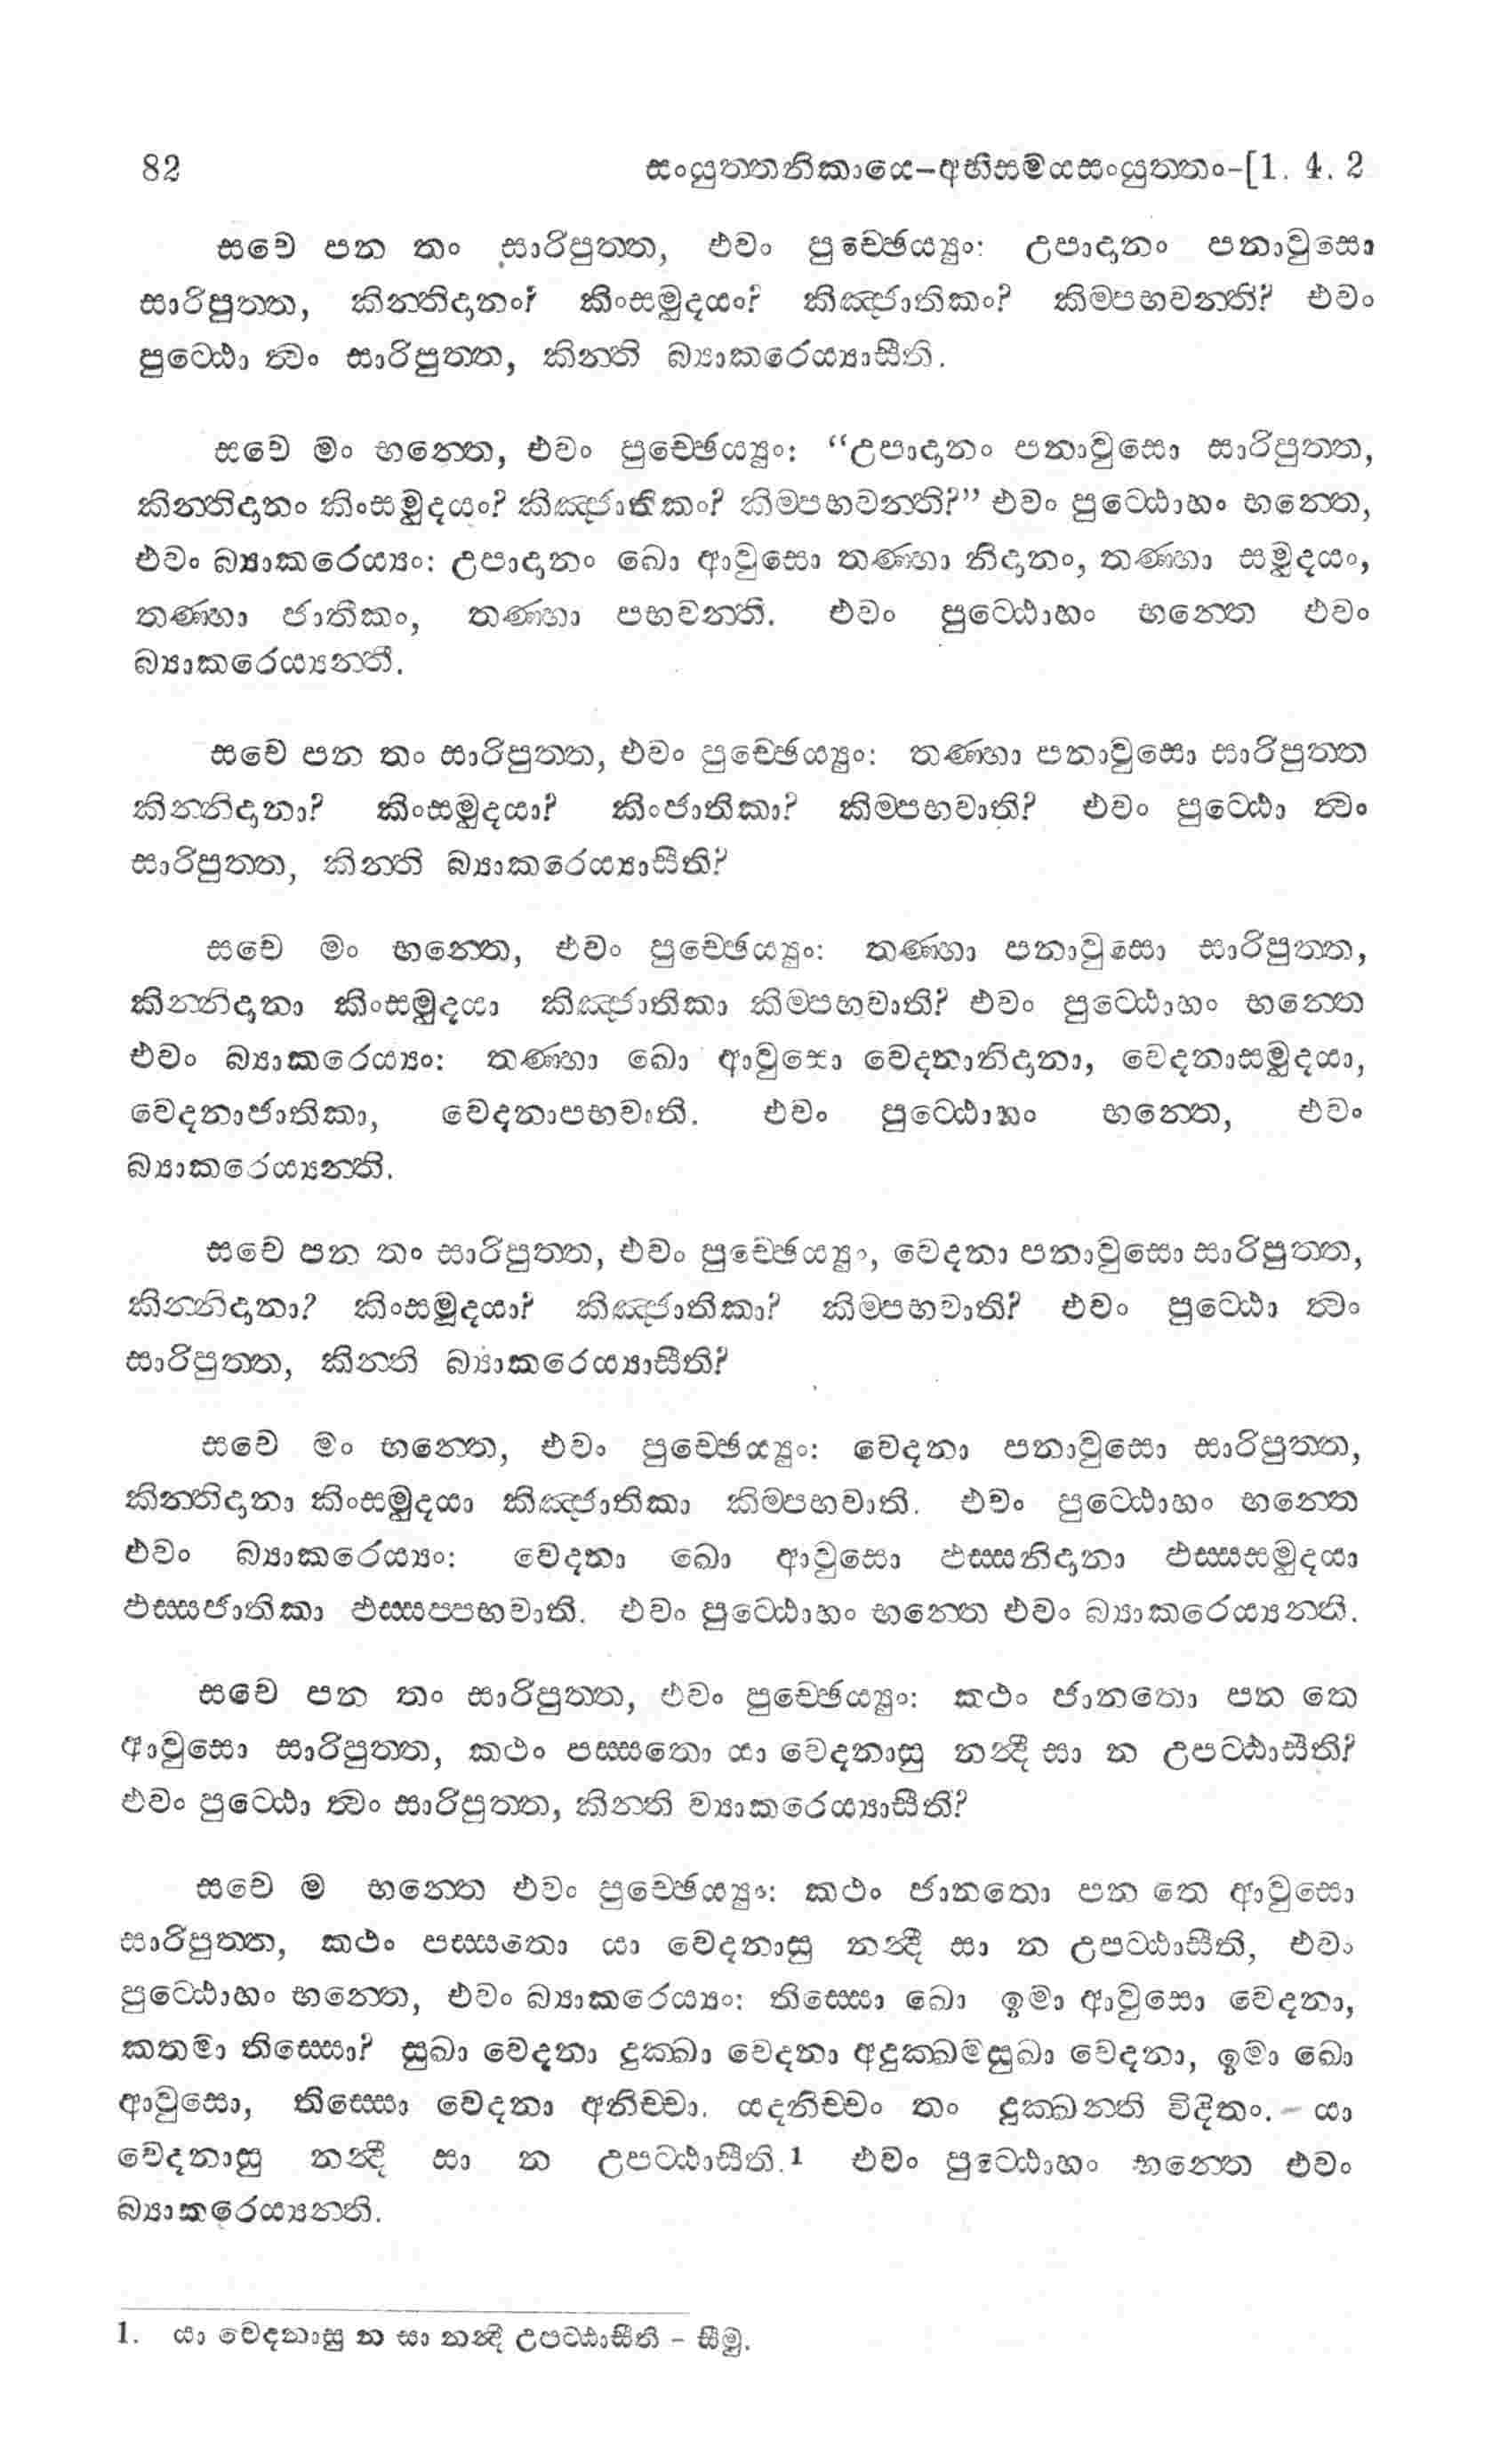 82 සංයුත්තනිකායෙ-අභිසමයසංයුත්තං-[1. 4. 2
සචෙ පන තං සාරිපුත්ත, එවං පුච්ඡෙය්‍යුං: උපාදානං පනාවුසො
සාරිපුත්ත, කින්නිදානං? කිංසමුදයං? කිඤ්ජාතිකං? කිම්පභවන්ති? එවං
පුට්ඨො ත්වං සාරිපුත්ත, කින්ති බ්‍යාකරෙය්‍යාසීති.
සචෙ මං භන්තෙ, එවං පුච්ඡෙය්‍යුං: “උපාදානං පනාවුසො සාරිපුත්ත,
කින්නිදානං කිංසමුදයං? කිඤ්ජාතිකං? කිම්පභවන්ති?” එවං පුට්ඨොහං භන්තෙ,
එවං බ්‍යාකරෙය්‍යං: උපාදානං ඛො ආවුසො තණ්හා නිදානං, තණ්හා සමුදයං,
තණ්හා ජාතිකං, තණ්හා පභවන්ති. එවං පුට්ඨොහං භන්තෙ එවං
බ්‍යාකරෙය්‍යන්ති.
සචෙ පන තං සාරිපුත්ත, එවං පුච්ඡෙය්‍යුං: තණ්හා පනාවුසො සාරිපුත්ත
කින්නිදානා? කිංසමුදයා? කිංජාතිකා? කිම්පභවාති? එවං පුට්ඨො ත්වං
සාරිපුත්ත, කින්ති බ්‍යාකරෙය්‍යාසීති?
සචෙ මං භන්තෙ, එවං පුච්ඡෙය්‍යුං: තණ්හා පනාවුසො සාරිපුත්ත,
කින්නිදානා කිංසමුදයා කිඤ්ජාතිකා කිම්පභවාති? එවං පුට්ඨොහං භන්තෙ
එවං බ්‍යාකරෙය්‍යං: තණ්හා ඛො ආවුසො වෙදනානිදානා, වෙදනාසමුදයා,
වෙදනාජාතිකා, වෙදනාපභවාති. එවං පුට්ඨොහං භන්තෙ, එවං
බ්‍යාකරෙය්‍යන්ති.
සචෙ පන තං සාරිපුත්ත, එවං පුච්ඡෙය්‍යුං, වෙදනා පනාවුසො සාරිපුත්ත,
කින්නිදානා? කිංසමුදයා? කිඤ්ජාතිකා? කිම්පභවාති? එවං පුට්ඨො ත්වං
සාරිපුත්ත, කින්ති බ්‍යාකරෙය්‍යාසීති?
සචෙ මං භන්තෙ, එවං පුච්ඡෙය්‍යුං: වෙදනා පනාවුසො සාරිපුත්ත,
කින්නිදානා කිංසමුදයා කිඤ්ජාතිකා කිම්පභවාති. එවං පුට්ඨොහං භන්තෙ
එවං බ්‍යාකරෙය්‍යං: වෙදනා ඛො ආවුසො ඵස්සනිදානා ඵස්සසමුදයා
ඵස්සජාතිකා ඵස්සප්පභවාති. එවං පුට්ඨොහං භන්තෙ එවං බ්‍යාකරෙය්‍යන්ති.
සචෙ පන තං සාරිපුත්ත, එවං පුච්ඡෙය්‍යුං: කථං ජානතො පන තෙ
ආවුසො සාරිපුත්ත, කථං පස්සතො යා වෙදනාසු නන්දී සා න උපට්ඨාසීති?
එවං පුට්ඨො ත්වං සාරිපුත්ත, කින්ති ව්‍යාකරෙය්‍යාසීති?
සචෙ ම භන්තෙ එවං පුච්ඡෙය්‍යුං: කථං ජානතො පන තෙ ආවුසො
සාරිපුත්ත, කථං පස්සතො යා වෙදනාසු නන්දී සා න උපට්ඨාසීති, එවං
පුට්ඨොහං භන්තෙ, එවං බ්‍යාකරෙය්‍යං: තිස්සො ඛො ඉමා ආවුසො වෙදනා,
කතමා තිස්සො? සුඛා වෙදනා දුක්ඛා වෙදනා අදුක්ඛමසුඛා වෙදනා, ඉමා ඛො
ආවුසො, තිස්සො වෙදනා අනිච්චා. යදනිච්චං තං දුක්ඛන්ති විදිතං. – යා
වෙදනාසු නන්දී සා න උපට්ඨාසීති.1 එවං පුට්ඨොහං භන්තෙ එවං
බ්‍යාකරෙය්‍යන්ති.
1. යා වෙදනාසු න සා නන්දී උපට්ඨාසීති – සීමු.